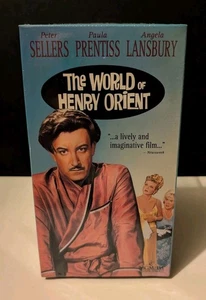 Peter Paula Angela
SELLERS PRENTISS LANSBURY
THE WORLD OF
HENRY ORIENT
"...a lively and
imaginative film..."